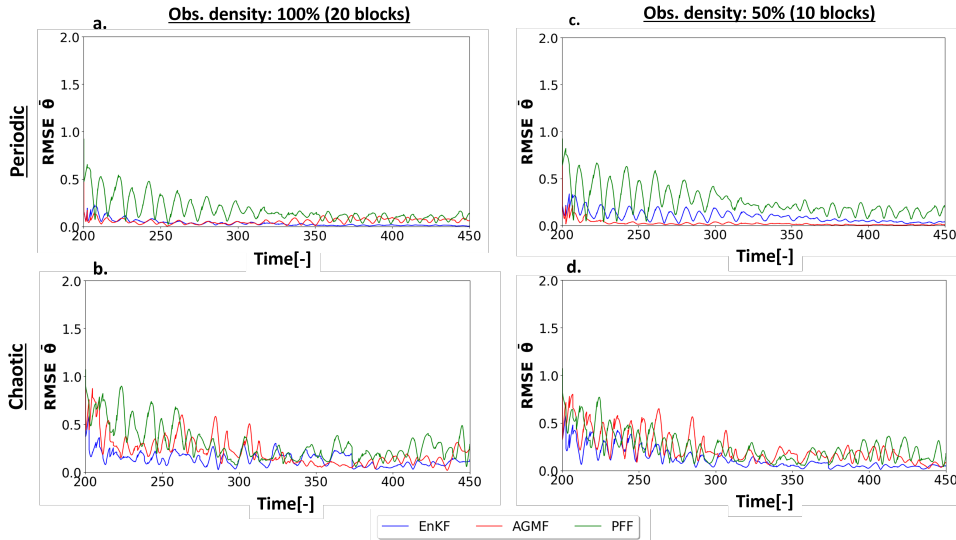 Obs. density: 100% (20 blocks)
Obs. density: 50% (10 blocks)
a.
c.
Periodic
RMSE θ̄
2.0
1.5
1.0
0.5
0.0
200 250 300 350 400 450
Time[-]
RMSE θ̄
2.0
1.5
1.0
0.5
0.0
200 250 300 350 400 450
Time[-]
b.
d.
Chaotic
RMSE θ̄
2.0
1.5
1.0
0.5
0.0
200 250 300 350 400 450
Time[-]
RMSE θ̄
2.0
1.5
1.0
0.5
0.0
200 250 300 350 400 450
Time[-]
EnKF AGMF PFF